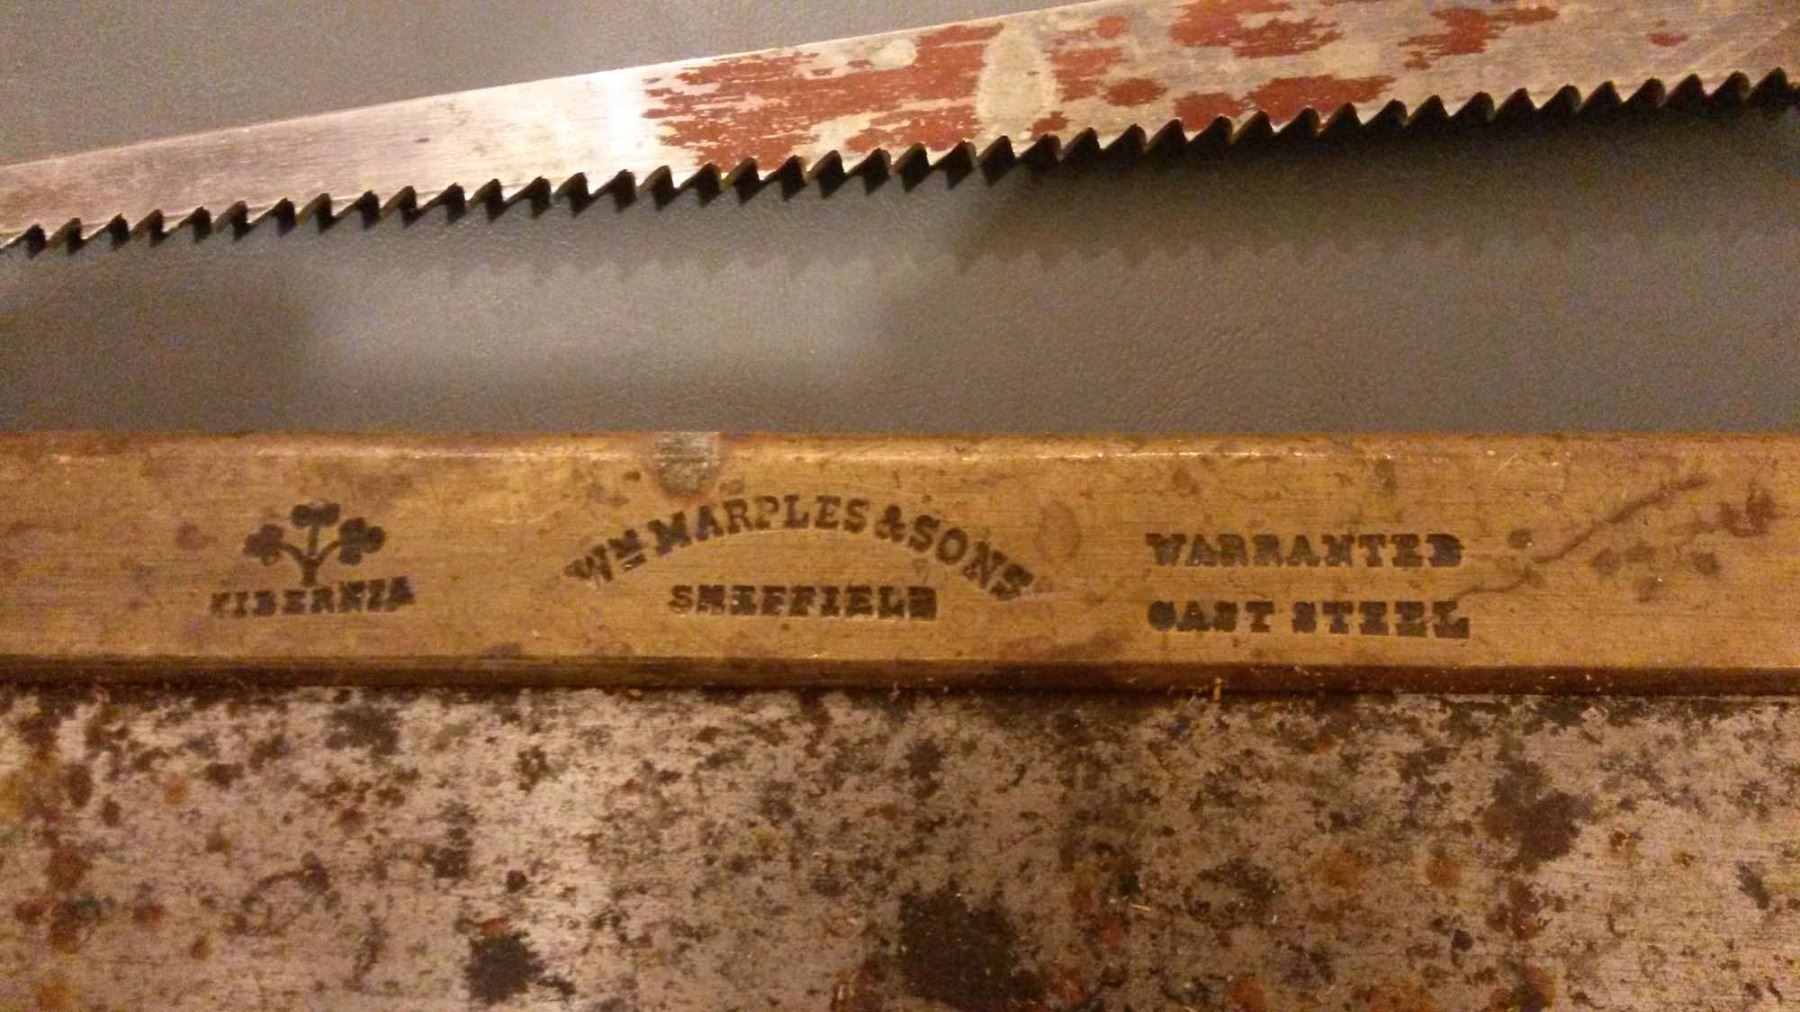 HIBERNIA
WM MARPLES & SONS
SHEFFIELD
WARRANTED
CAST STEEL